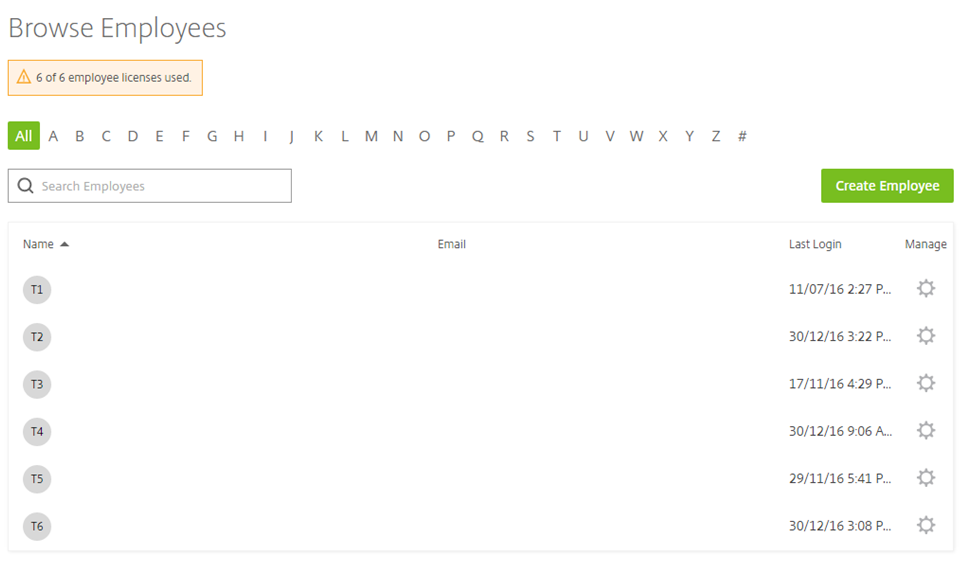 Browse Employees
6 of 6 employee licenses used.
All A B C D E F G H I J K L M N O P Q R S T U V W X Y Z #
Search Employees
Create Employee
Name Email Last Login Manage
T1 11/07/16 2:27 P...
T2 30/12/16 3:22 P...
T3 17/11/16 4:29 P...
T4 30/12/16 9:06 A...
T5 29/11/16 5:41 P...
T6 30/12/16 3:08 P...